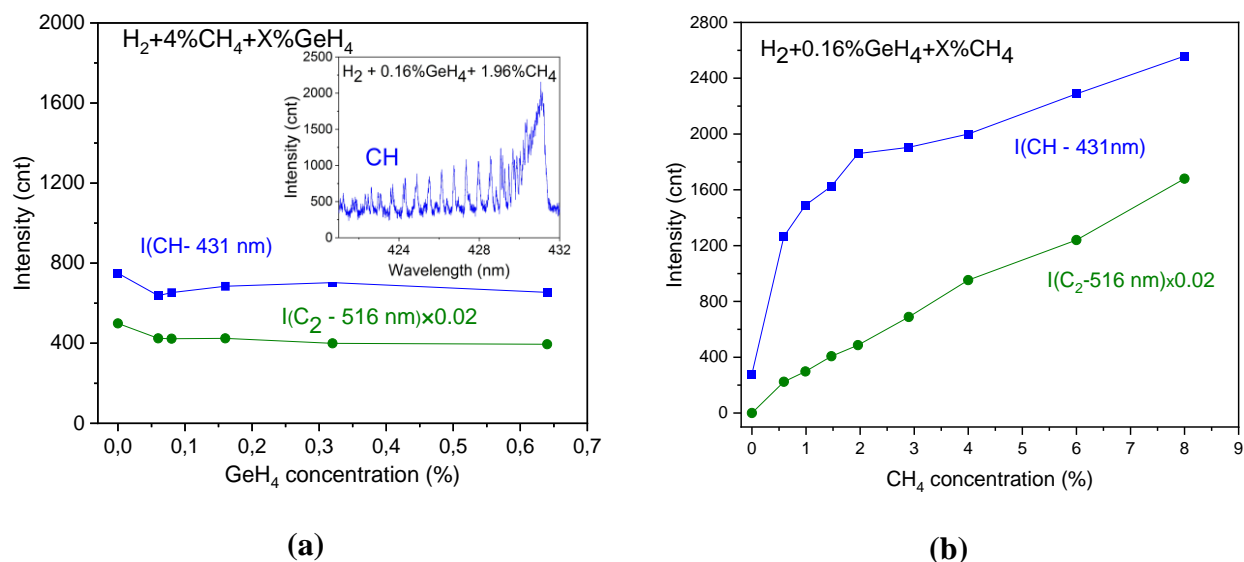 H₂+4%CH₄+X%GeH₄
H₂ + 0.16%GeH₄+ 1.96%CH₄
2500
2000
1500
1000
500
0
Intensity (cnt)
CH
424
428
432
Wavelength (nm)
2000
1600
1200
800
400
0
Intensity (cnt)
I(CH- 431 nm)
I(C₂ - 516 nm)×0.02
0,0
0,1
0,2
0,3
0,4
0,5
0,6
0,7
GeH₄ concentration (%)
(a)
H₂+0.16%GeH₄+X%CH₄
2800
2400
2000
1600
1200
800
400
0
Intensity (cnt)
I(CH - 431nm)
I(C₂-516 nm)×0.02
0
1
2
3
4
5
6
7
8
9
CH₄ concentration (%)
(b)